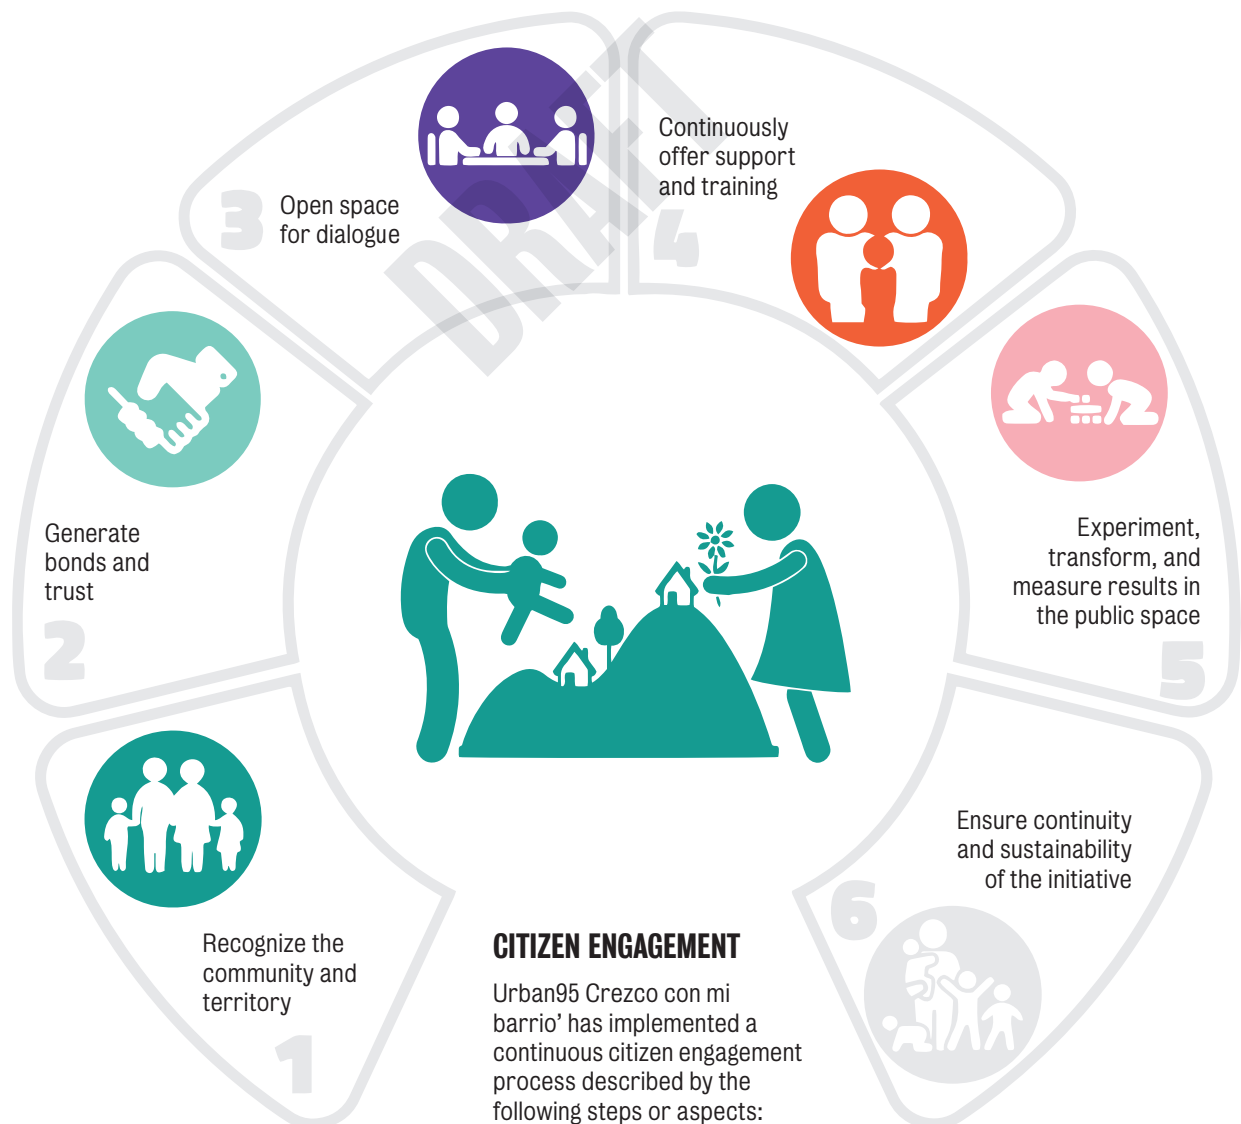 DRAFT
3
Open space
for dialogue
Continuously
offer support
and training
4
Generate
bonds and
trust
2
Experiment,
transform, and
measure results in
the public space
5
Recognize the
community and
territory
1
Ensure continuity
and sustainability
of the initiative
6
CITIZEN ENGAGEMENT
Urban95 Crezco con mi
barrio’ has implemented a
continuous citizen engagement
process described by the
following steps or aspects: